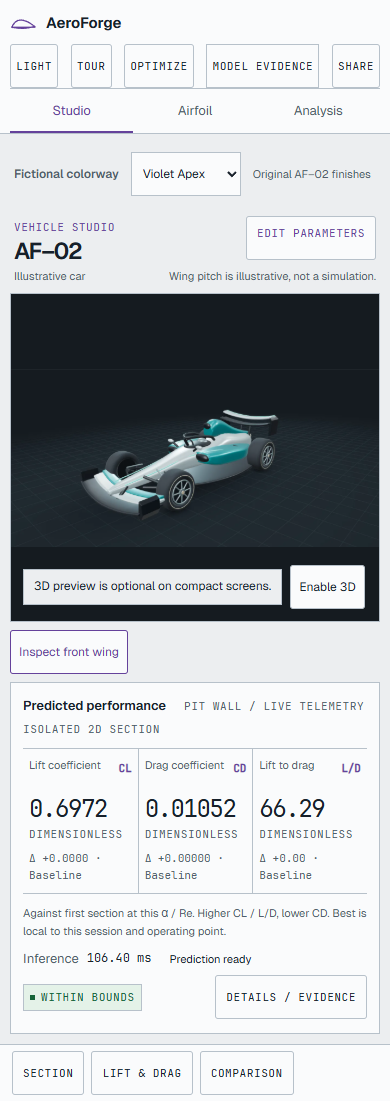 AeroForge
LIGHT TOUR OPTIMIZE MODEL EVIDENCE SHARE
Studio Airfoil Analysis
Fictional colorway Violet Apex Original AF–02 finishes
VEHICLE STUDIO
AF–02
EDIT PARAMETERS
Illustrative car Wing pitch is illustrative, not a simulation.
3D preview is optional on compact screens. Enable 3D
Inspect front wing
Predicted performance PIT WALL / LIVE TELEMETRY
ISOLATED 2D SECTION
Lift coefficient CL Drag coefficient CD Lift to drag L/D
0.6972 0.01052 66.29
DIMENSIONLESS DIMENSIONLESS DIMENSIONLESS
Δ +0.0000 · Δ +0.00000 · Δ +0.00 ·
Baseline Baseline Baseline
Against first section at this α / Re. Higher CL / L/D, lower CD. Best is
local to this session and operating point.
Inference 106.40 ms Prediction ready
WITHIN BOUNDS DETAILS / EVIDENCE
SECTION LIFT & DRAG COMPARISON